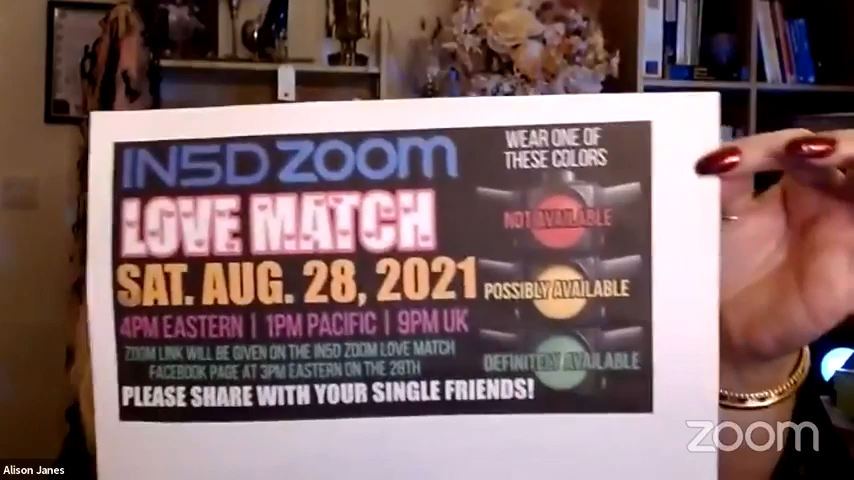 IN5D ZOOM
LOVE MATCH
SAT. AUG. 28, 2021
4PM EASTERN | 1PM PACIFIC | 9PM UK
ZOOM LINK WILL BE GIVEN ON THE IN5D ZOOM LOVE MATCH
FACEBOOK PAGE AT 3PM EASTERN ON THE 28TH
PLEASE SHARE WITH YOUR SINGLE FRIENDS!
WEAR ONE OF
THESE COLORS
NOT AVAILABLE
POSSIBLY AVAILABLE
DEFINITELY AVAILABLE
zoom
Alison Janes